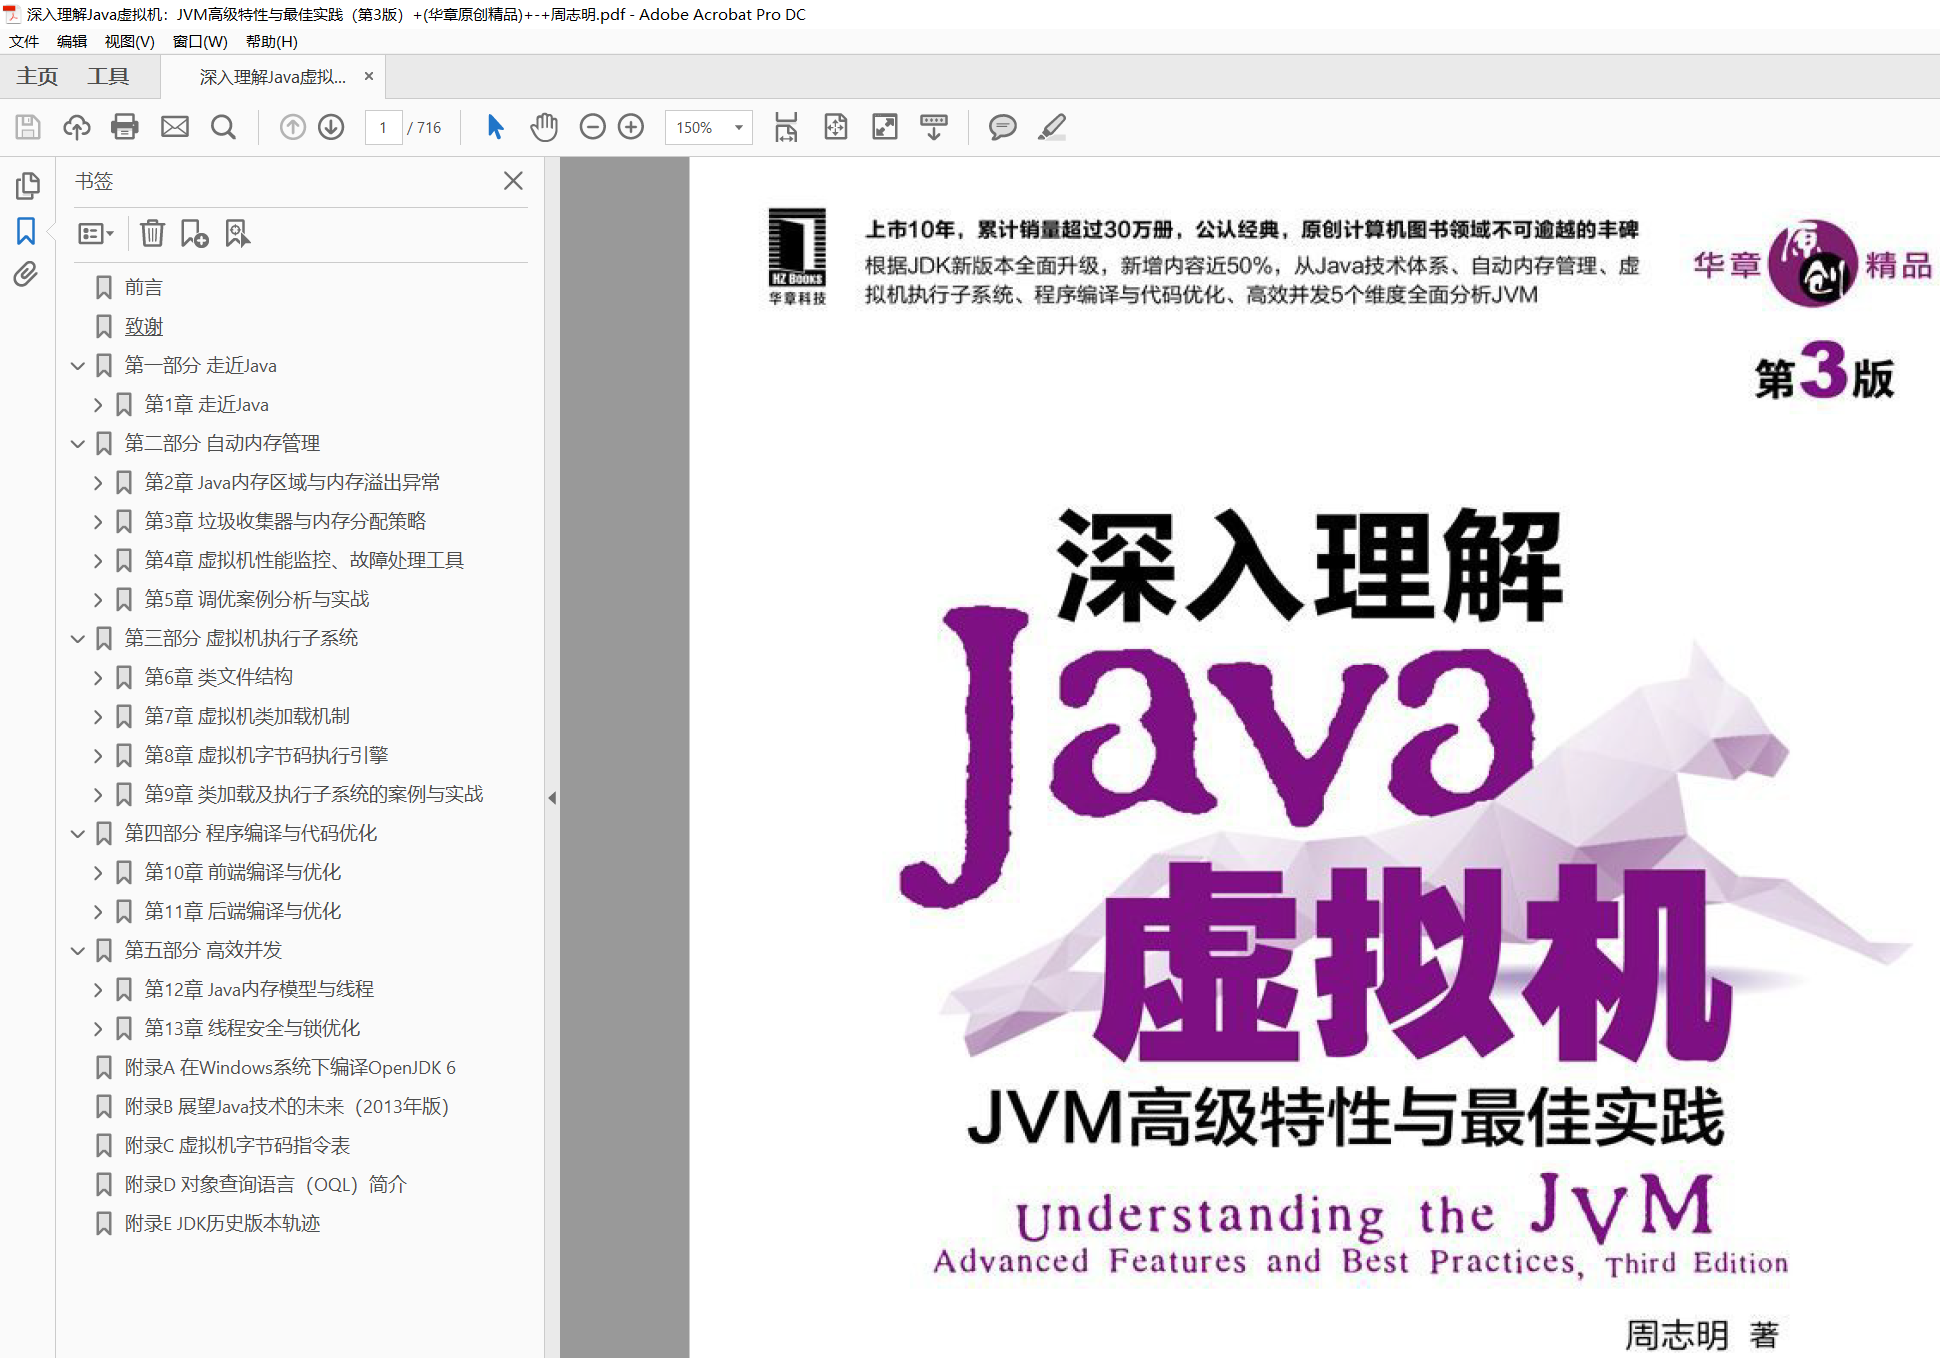 深入理解Java虚拟机：JVM高级特性与最佳实践（第3版）+(华章原创精品)+-+周志明.pdf - Adobe Acrobat Pro DC
文件 编辑 视图(V) 窗口(W) 帮助(H)
主页 工具 深入理解Java虚拟... ×
1 / 716 150%
书签
前言
致谢
第一部分 走近Java
第1章 走近Java
第二部分 自动内存管理
第2章 Java内存区域与内存溢出异常
第3章 垃圾收集器与内存分配策略
第4章 虚拟机性能监控、故障处理工具
第5章 调优案例分析与实战
第三部分 虚拟机执行子系统
第6章 类文件结构
第7章 虚拟机类加载机制
第8章 虚拟机字节码执行引擎
第9章 类加载及执行子系统的案例与实战
第四部分 程序编译与代码优化
第10章 前端编译与优化
第11章 后端编译与优化
第五部分 高效并发
第12章 Java内存模型与线程
第13章 线程安全与锁优化
附录A 在Windows系统下编译OpenJDK 6
附录B 展望Java技术的未来（2013年版）
附录C 虚拟机字节码指令表
附录D 对象查询语言（OQL）简介
附录E JDK历史版本轨迹
HZ BOOKS
华章科技
上市10年，累计销量超过30万册，公认经典，原创计算机图书领域不可逾越的丰碑
根据JDK新版本全面升级，新增内容近50%，从Java技术体系、自动内存管理、虚
拟机执行子系统、程序编译与代码优化、高效并发5个维度全面分析JVM
华章 原创 精品
第3版
深入理解
Java
虚拟机
JVM高级特性与最佳实践
Understanding the JVM
Advanced Features and Best Practices, Third Edition
周志明 著